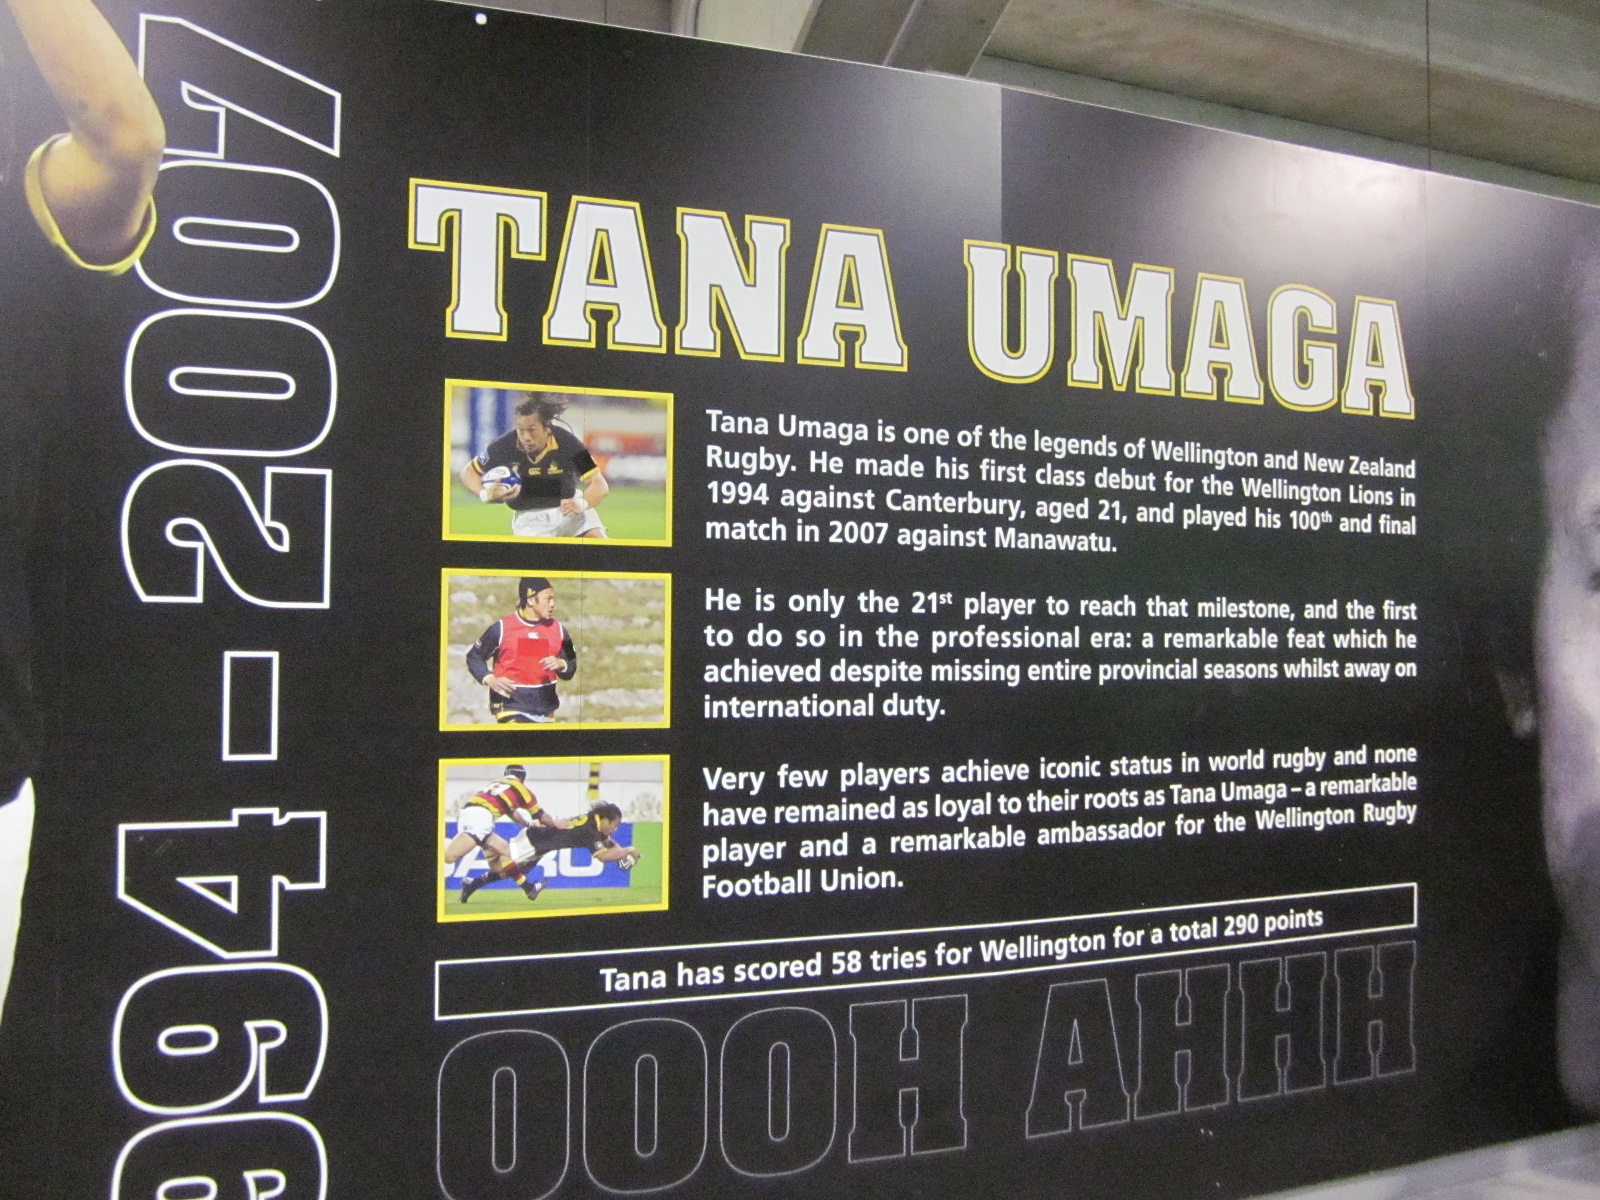 1994 - 2007
TANA UMAGA
Tana Umaga is one of the legends of Wellington and New Zealand
Rugby. He made his first class debut for the Wellington Lions in
1994 against Canterbury, aged 21, and played his 100th and final
match in 2007 against Manawatu.
He is only the 21st player to reach that milestone, and the first
to do so in the professional era: a remarkable feat which he
achieved despite missing entire provincial seasons whilst away on
international duty.
Very few players achieve iconic status in world rugby and none
have remained as loyal to their roots as Tana Umaga – a remarkable
player and a remarkable ambassador for the Wellington Rugby
Football Union.
Tana has scored 58 tries for Wellington for a total 290 points
OOOH AHHH